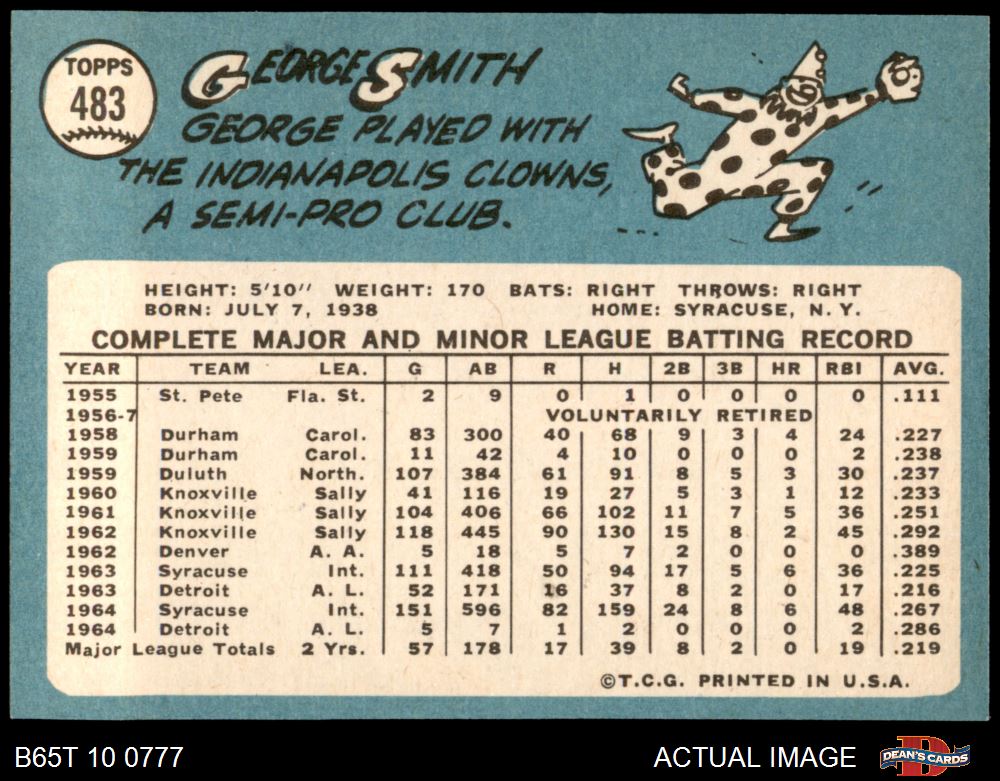 TOPPS
483
GEORGE SMITH
GEORGE PLAYED WITH
THE INDIANAPOLIS CLOWNS,
A SEMI-PRO CLUB.
HEIGHT: 5'10" WEIGHT: 170 BATS: RIGHT THROWS: RIGHT
BORN: JULY 7, 1938 HOME: SYRACUSE, N. Y.
COMPLETE MAJOR AND MINOR LEAGUE BATTING RECORD
YEAR TEAM LEA. G AB R H 2B 3B HR RBI AVG.
1955 St. Pete Fla. St. 2 9 0 1 0 0 0 0 .111
1956-7 VOLUNTARILY RETIRED
1958 Durham Carol. 83 300 40 68 9 3 4 24 .227
1959 Durham Carol. 11 42 4 10 0 0 0 2 .238
1959 Duluth North. 107 384 61 91 8 5 3 30 .237
1960 Knoxville Sally 41 116 19 27 5 3 1 12 .233
1961 Knoxville Sally 104 406 66 102 11 7 5 36 .251
1962 Knoxville Sally 118 445 90 130 15 8 2 45 .292
1962 Denver A. A. 5 18 5 7 2 0 0 0 .389
1963 Syracuse Int. 111 418 50 94 17 5 6 36 .225
1963 Detroit A. L. 52 171 16 37 8 2 0 17 .216
1964 Syracuse Int. 151 596 82 159 24 8 6 48 .267
1964 Detroit A. L. 5 7 1 2 0 0 0 2 .286
Major League Totals 2 Yrs. 57 178 17 39 8 2 0 19 .219
©T.C.G. PRINTED IN U.S.A.
B65T 10 0777 ACTUAL IMAGE DEAN'S CARDS